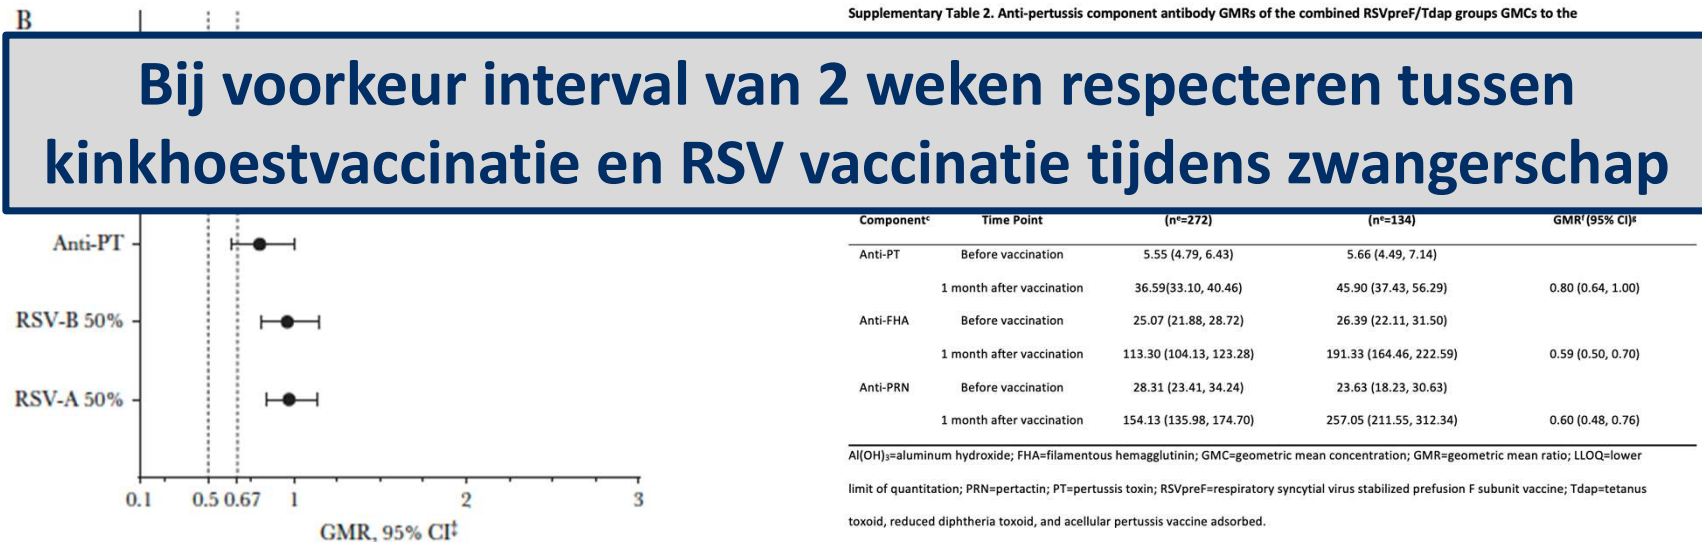 B
Supplementary Table 2. Anti-pertussis component antibody GMRs of the combined RSVpreF/Tdap groups GMCs to the
Bij voorkeur interval van 2 weken respecteren tussen
kinkhoestvaccinatie en RSV vaccinatie tijdens zwangerschap
Anti-PT
RSV-B 50%
RSV-A 50%
0.1 0.5 0.67 1 2 3
GMR, 95% CI‡
Componentᶜ Time Point (nᵉ=272) (nᵉ=134) GMRᶠ (95% CI)ᵍ
Anti-PT Before vaccination 5.55 (4.79, 6.43) 5.66 (4.49, 7.14)
1 month after vaccination 36.59(33.10, 40.46) 45.90 (37.43, 56.29) 0.80 (0.64, 1.00)
Anti-FHA Before vaccination 25.07 (21.88, 28.72) 26.39 (22.11, 31.50)
1 month after vaccination 113.30 (104.13, 123.28) 191.33 (164.46, 222.59) 0.59 (0.50, 0.70)
Anti-PRN Before vaccination 28.31 (23.41, 34.24) 23.63 (18.23, 30.63)
1 month after vaccination 154.13 (135.98, 174.70) 257.05 (211.55, 312.34) 0.60 (0.48, 0.76)
Al(OH)₃=aluminum hydroxide; FHA=filamentous hemagglutinin; GMC=geometric mean concentration; GMR=geometric mean ratio; LLOQ=lower
limit of quantitation; PRN=pertactin; PT=pertussis toxin; RSVpreF=respiratory syncytial virus stabilized prefusion F subunit vaccine; Tdap=tetanus
toxoid, reduced diphtheria toxoid, and acellular pertussis vaccine adsorbed.